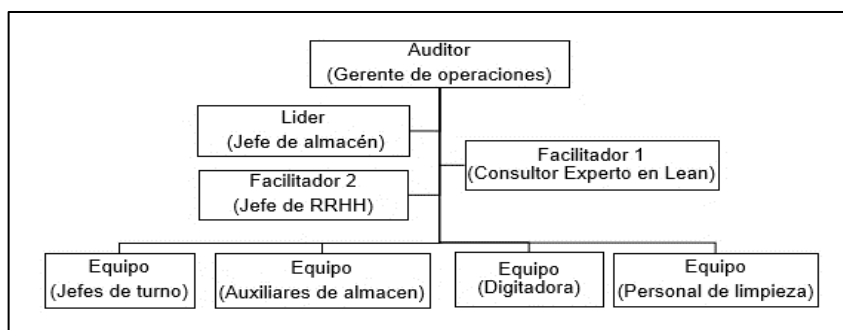 Auditor
(Gerente de operaciones)
Lider
(Jefe de almacén)
Facilitador 1
(Consultor Experto en Lean)
Facilitador 2
(Jefe de RRHH)
Equipo
(Jefes de turno)
Equipo
(Auxiliares de almacen)
Equipo
(Digitadora)
Equipo
(Personal de limpieza)